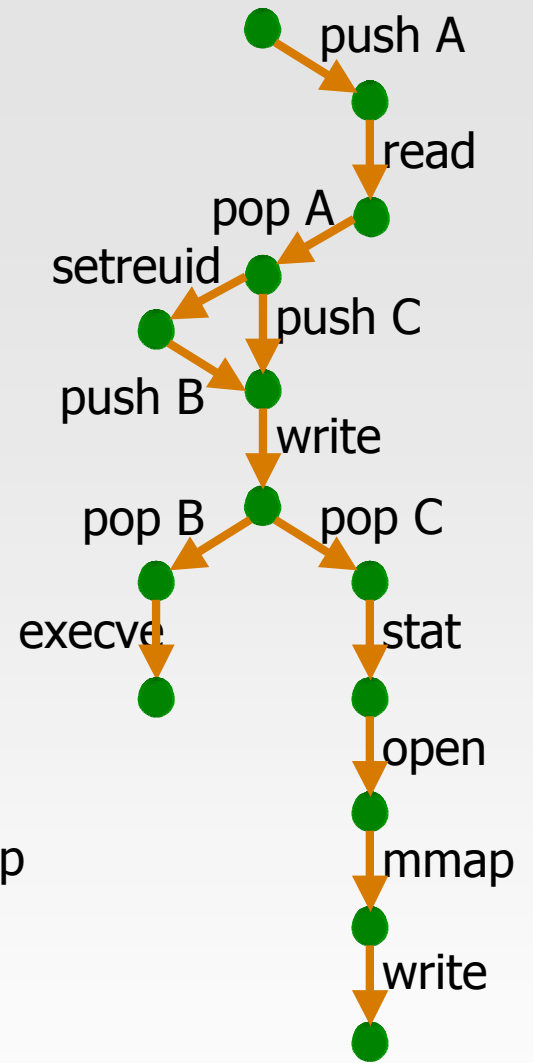 push A
read
pop A
setreuid
push C
push B
write
pop B
pop C
execve
stat
open
mmap
p
write